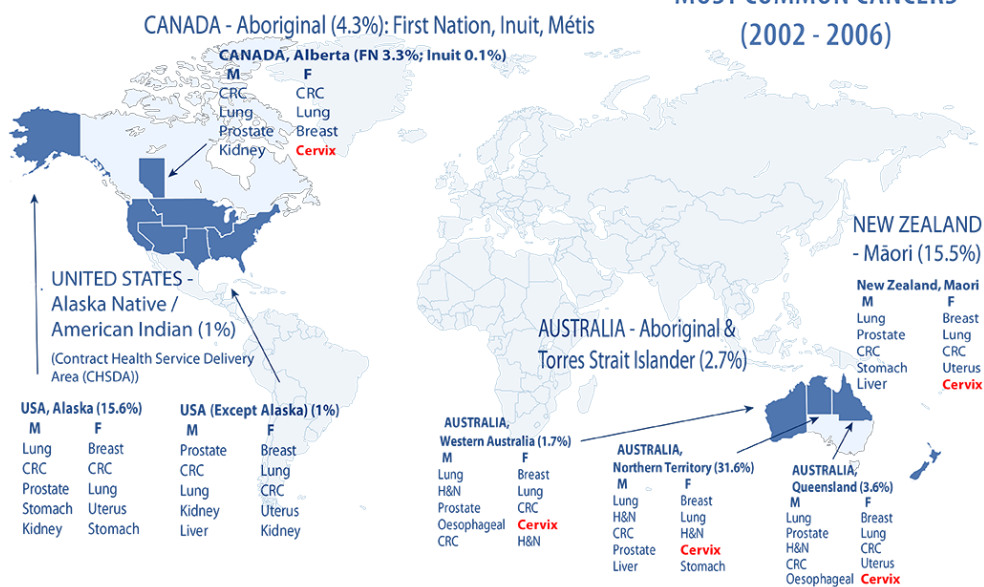 MOST COMMON CANCERS
(2002 - 2006)
CANADA - Aboriginal (4.3%): First Nation, Inuit, Métis
CANADA, Alberta (FN 3.3%; Inuit 0.1%)
M F
CRC CRC
Lung Lung
Prostate Breast
Kidney Cervix
UNITED STATES -
Alaska Native /
American Indian (1%)
(Contract Health Service Delivery
Area (CHSDA))
USA, Alaska (15.6%)
M F
Lung Breast
CRC CRC
Prostate Lung
Stomach Uterus
Kidney Stomach
USA (Except Alaska) (1%)
M F
Prostate Breast
CRC Lung
Lung CRC
Kidney Uterus
Liver Kidney
AUSTRALIA - Aboriginal &
Torres Strait Islander (2.7%)
AUSTRALIA,
Western Australia (1.7%)
M F
Lung Breast
H&N Lung
Prostate CRC
Oesophageal Cervix
CRC H&N
AUSTRALIA,
Northern Territory (31.6%)
M F
Lung Breast
H&N Lung
CRC H&N
Prostate Cervix
Liver Stomach
AUSTRALIA,
Queensland (3.6%)
M F
Lung Breast
Prostate Lung
H&N CRC
CRC Uterus
Oesophageal Cervix
NEW ZEALAND
- Māori (15.5%)
New Zealand, Maori
M F
Lung Breast
Prostate Lung
CRC CRC
Stomach Uterus
Liver Cervix